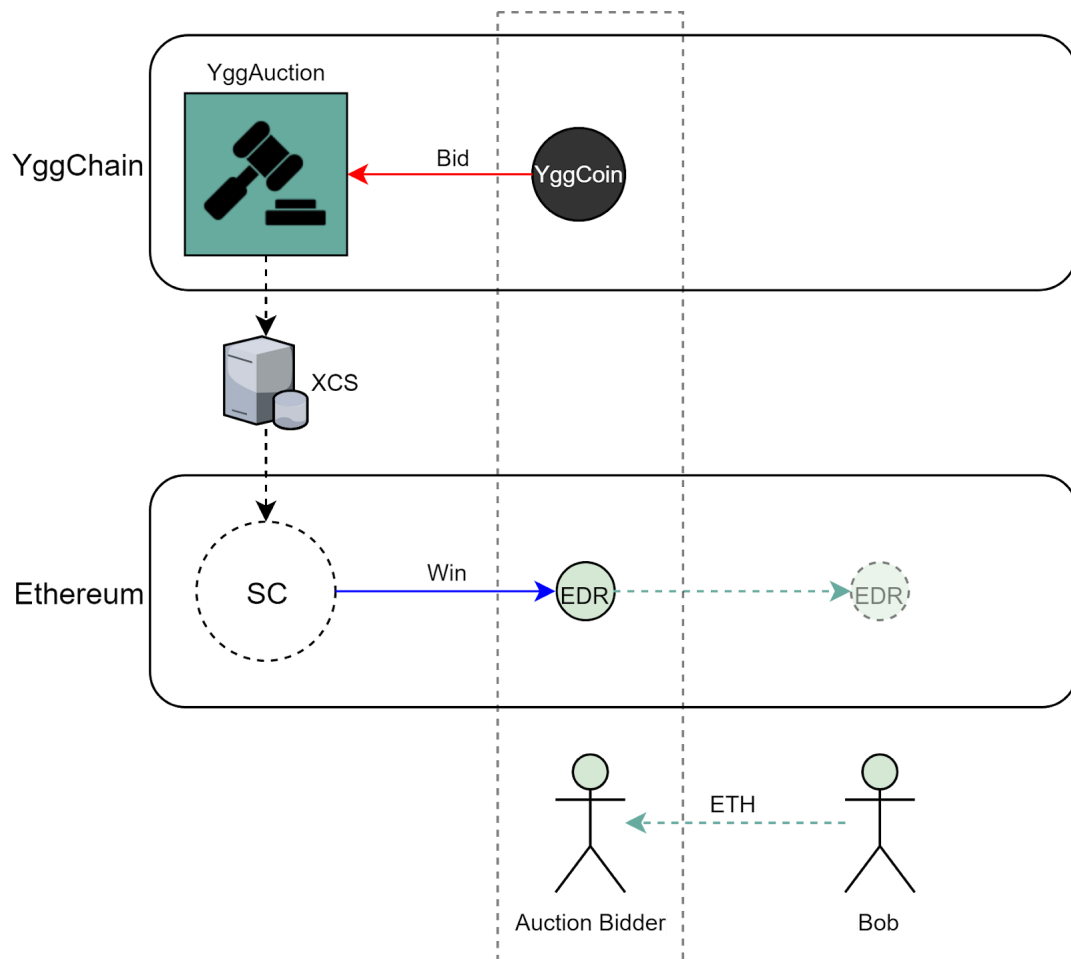 YggAuction
YggChain
Bid
YggCoin
XCS
Ethereum
SC
Win
EDR
EDR
ETH
Auction Bidder
Bob